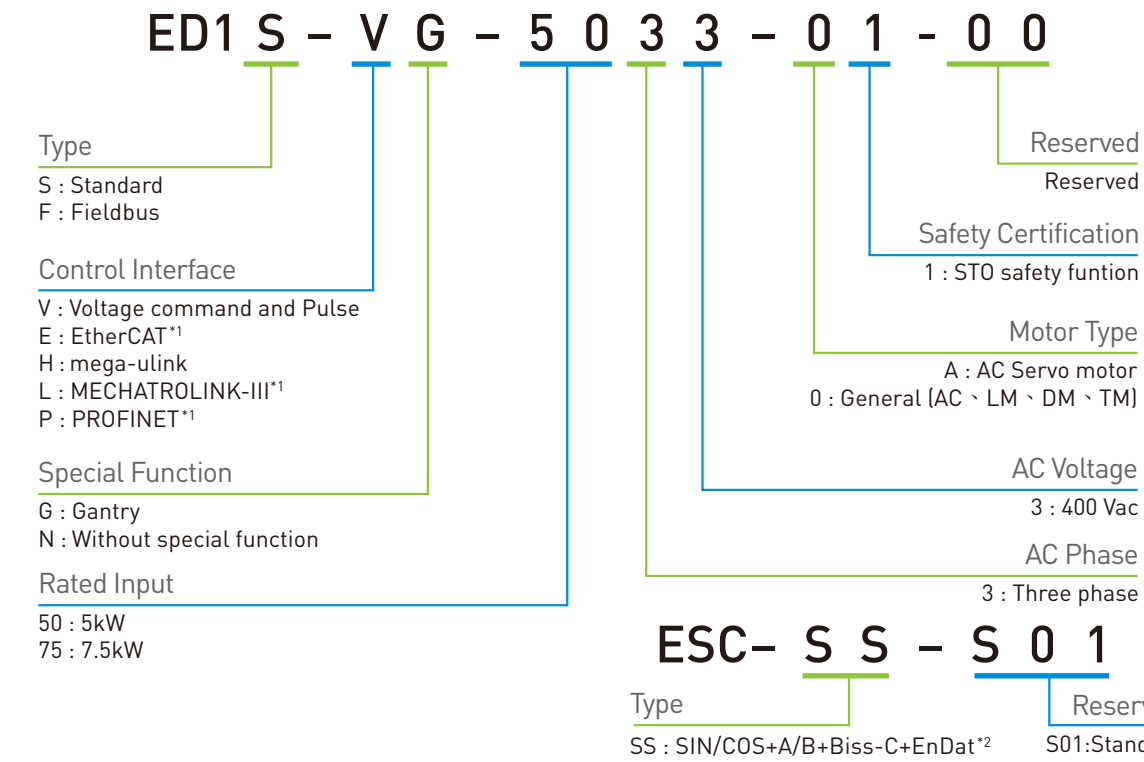 ED1 S – V G – 5 0 3 3 – 0 1 - 0 0
Type
S : Standard
F : Fieldbus
Control Interface
V : Voltage command and Pulse
E : EtherCAT*1
H : mega-ulink
L : MECHATROLINK-III*1
P : PROFINET*1
Special Function
G : Gantry
N : Without special function
Rated Input
50 : 5kW
75 : 7.5kW
Reserved
Reserved
Safety Certification
1 : STO safety funtion
Motor Type
A : AC Servo motor
0 : General (AC、LM、DM、TM)
AC Voltage
3 : 400 Vac
AC Phase
3 : Three phase
ESC– S S – S 0 1
Type
SS : SIN/COS+A/B+Biss-C+EnDat*2
Reserv
S01:Stand